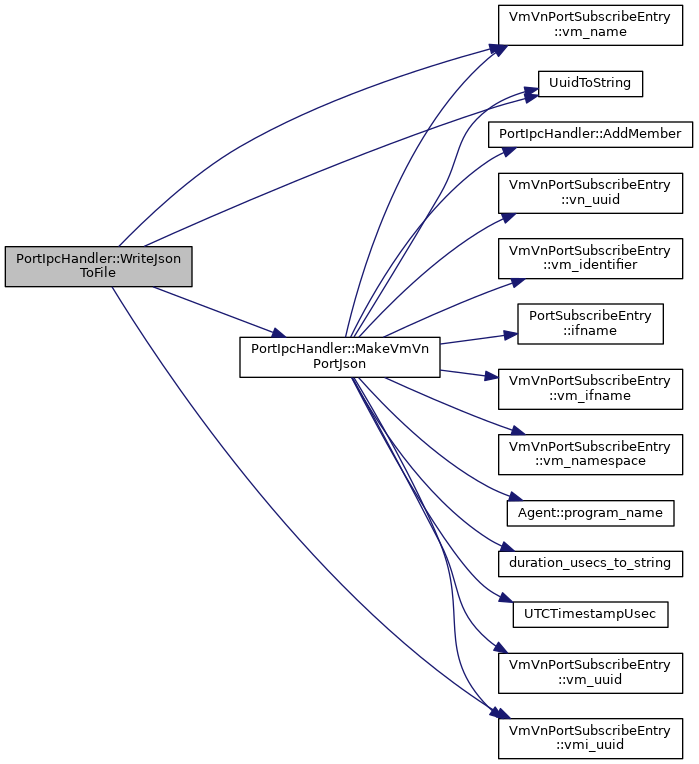 VmVnPortSubscribeEntry
::vm_name
UuidToString
PortIpcHandler::AddMember
VmVnPortSubscribeEntry
::vn_uuid
VmVnPortSubscribeEntry
::vm_identifier
PortIpcHandler::WriteJson
ToFile
PortSubscribeEntry
::ifname
PortIpcHandler::MakeVmVn
PortJson
VmVnPortSubscribeEntry
::vm_ifname
VmVnPortSubscribeEntry
::vm_namespace
Agent::program_name
duration_usecs_to_string
UTCTimestampUsec
VmVnPortSubscribeEntry
::vm_uuid
VmVnPortSubscribeEntry
::vmi_uuid